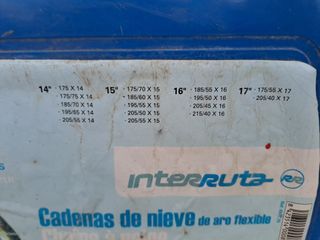 14" · 175 X 14
· 175/75 X 14
· 185/70 X 14
· 195/65 X 14
· 205/55 X 14
15" · 175/70 X 15
· 185/60 X 15
· 195/55 X 15
· 205/50 X 15
· 205/55 X 15
16" · 185/55 X 16
· 195/50 X 16
· 205/45 X 16
· 215/40 X 16
17" · 175/55 X 17
· 205/40 X 17
interruta
Cadenas de nieve de aro flexible